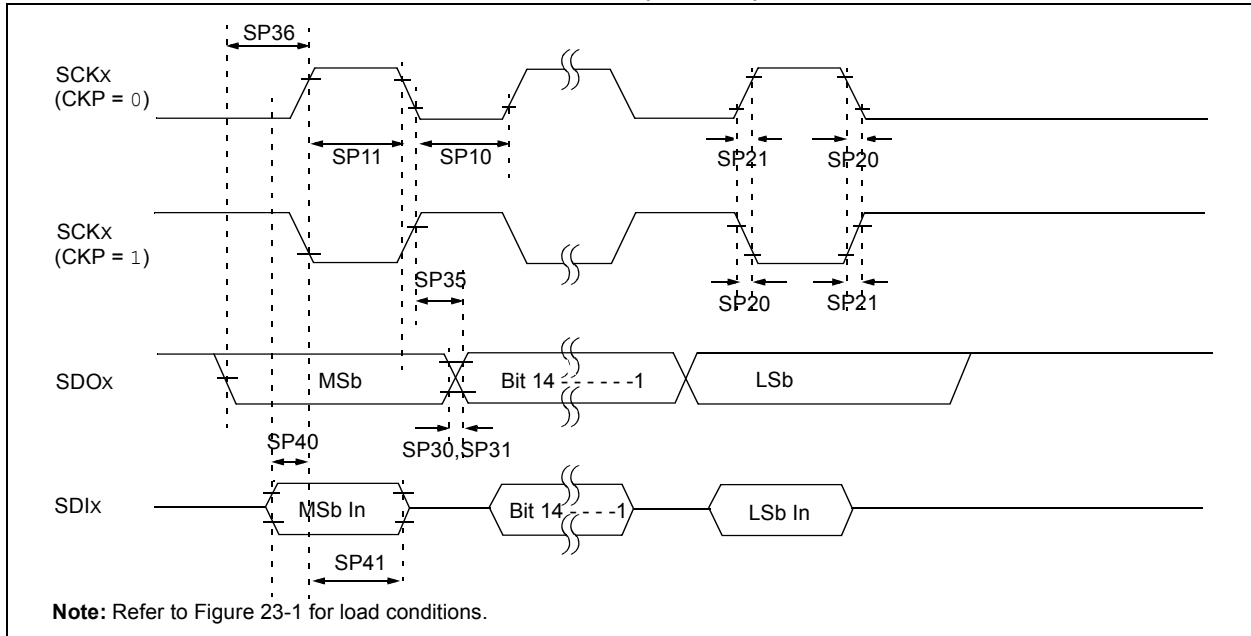 SP36
SCKx
(CKP = 0)
SP11
SP10
SP21
SP20
SCKx
(CKP = 1)
SP35
SP20
SP21
SDOx
MSb
Bit 14 - - - - - -1
LSb
SP40
SP30,SP31
SDIx
MSb In
Bit 14 - - - -1
LSb In
SP41
Note: Refer to Figure 23-1 for load conditions.